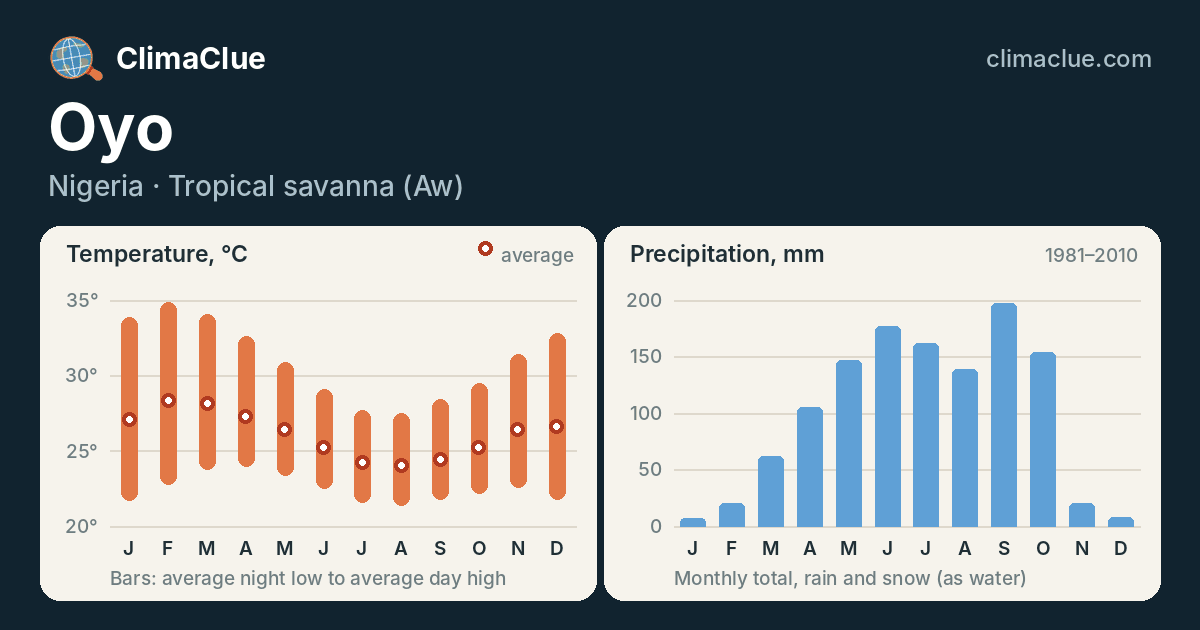 ClimaClue
climaclue.com
Oyo
Nigeria · Tropical savanna (Aw)
Temperature, °C
average
35°
30°
25°
20°
J F M A M J J A S O N D
Bars: average night low to average day high
Precipitation, mm
1981–2010
200
150
100
50
0
J F M A M J J A S O N D
Monthly total, rain and snow (as water)